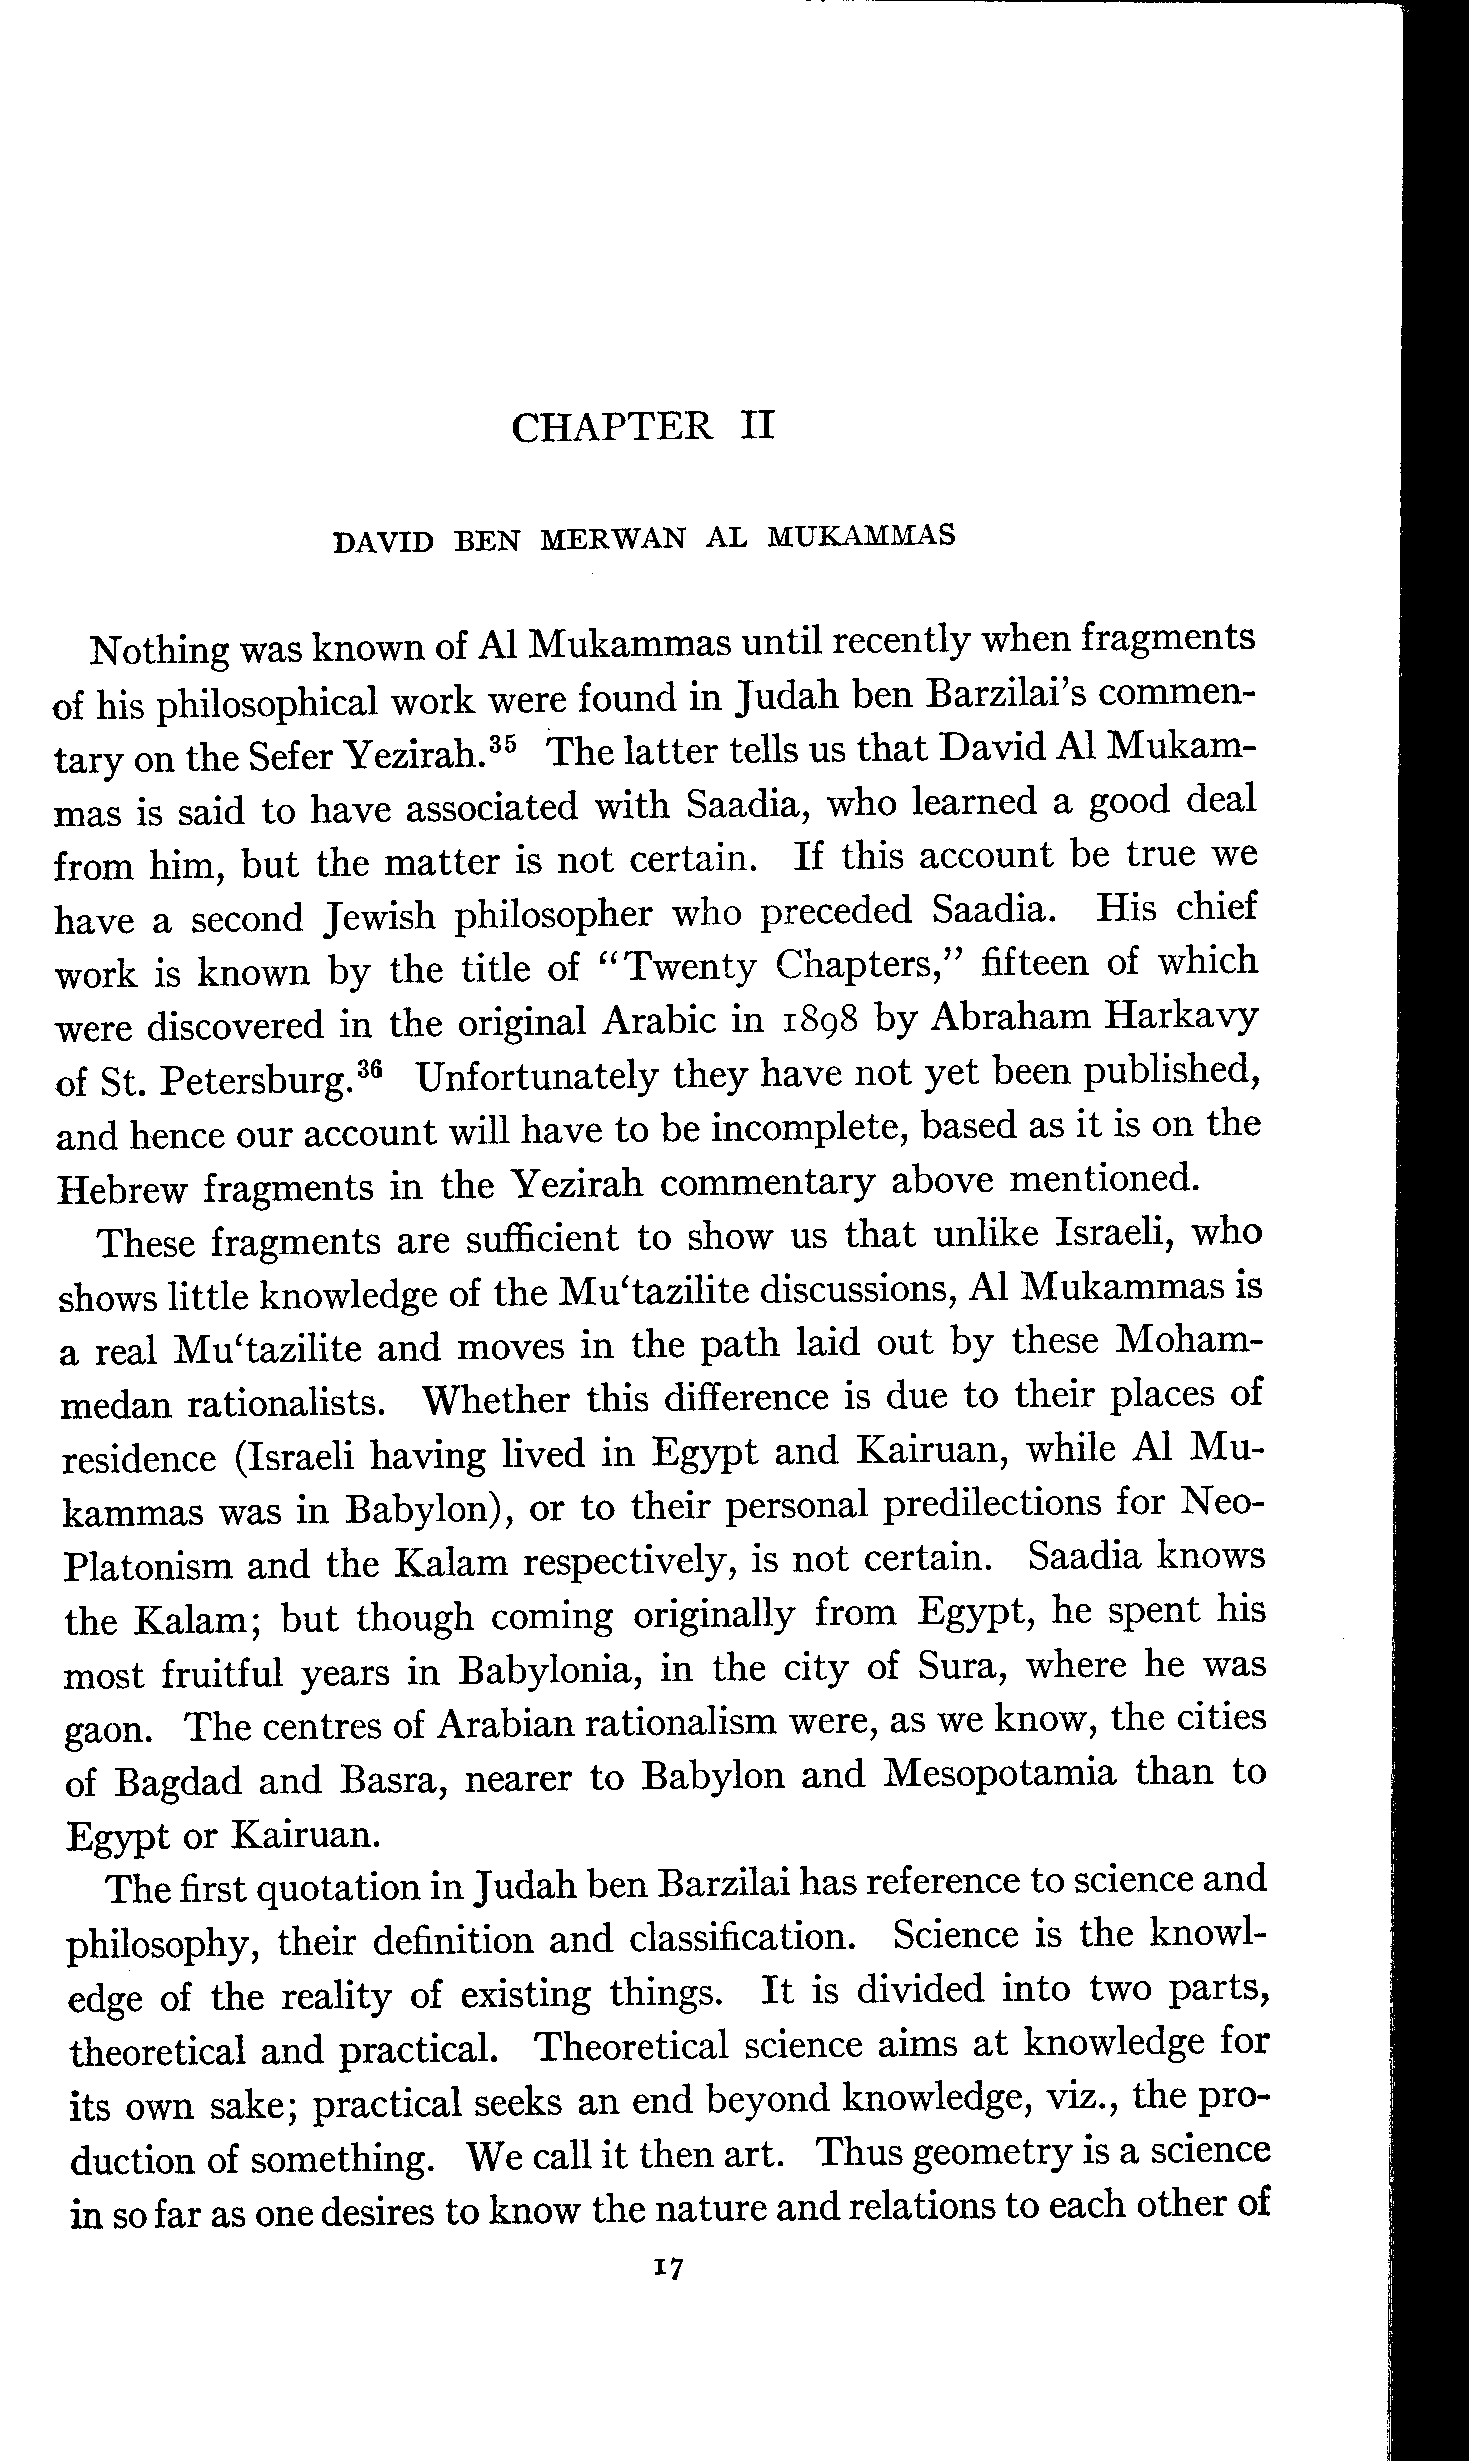 CHAPTER II
DAVID BEN MERWAN AL MUKAMMAS
Nothing was known of Al Mukammas until recently when fragments
of his philosophical work were found in Judah ben Barzilai's commen-
tary on the Sefer Yezirah.³⁵ The latter tells us that David Al Mukam-
mas is said to have associated with Saadia, who learned a good deal
from him, but the matter is not certain. If this account be true we
have a second Jewish philosopher who preceded Saadia. His chief
work is known by the title of "Twenty Chapters," fifteen of which
were discovered in the original Arabic in 1898 by Abraham Harkavy
of St. Petersburg.³⁶ Unfortunately they have not yet been published,
and hence our account will have to be incomplete, based as it is on the
Hebrew fragments in the Yezirah commentary above mentioned.
These fragments are sufficient to show us that unlike Israeli, who
shows little knowledge of the Mu‘tazilite discussions, Al Mukammas is
a real Mu‘tazilite and moves in the path laid out by these Moham-
medan rationalists. Whether this difference is due to their places of
residence (Israeli having lived in Egypt and Kairuan, while Al Mu-
kammas was in Babylon), or to their personal predilections for Neo-
Platonism and the Kalam respectively, is not certain. Saadia knows
the Kalam; but though coming originally from Egypt, he spent his
most fruitful years in Babylonia, in the city of Sura, where he was
gaon. The centres of Arabian rationalism were, as we know, the cities
of Bagdad and Basra, nearer to Babylon and Mesopotamia than to
Egypt or Kairuan.
The first quotation in Judah ben Barzilai has reference to science and
philosophy, their definition and classification. Science is the knowl-
edge of the reality of existing things. It is divided into two parts,
theoretical and practical. Theoretical science aims at knowledge for
its own sake; practical seeks an end beyond knowledge, viz., the pro-
duction of something. We call it then art. Thus geometry is a science
in so far as one desires to know the nature and relations to each other of
17